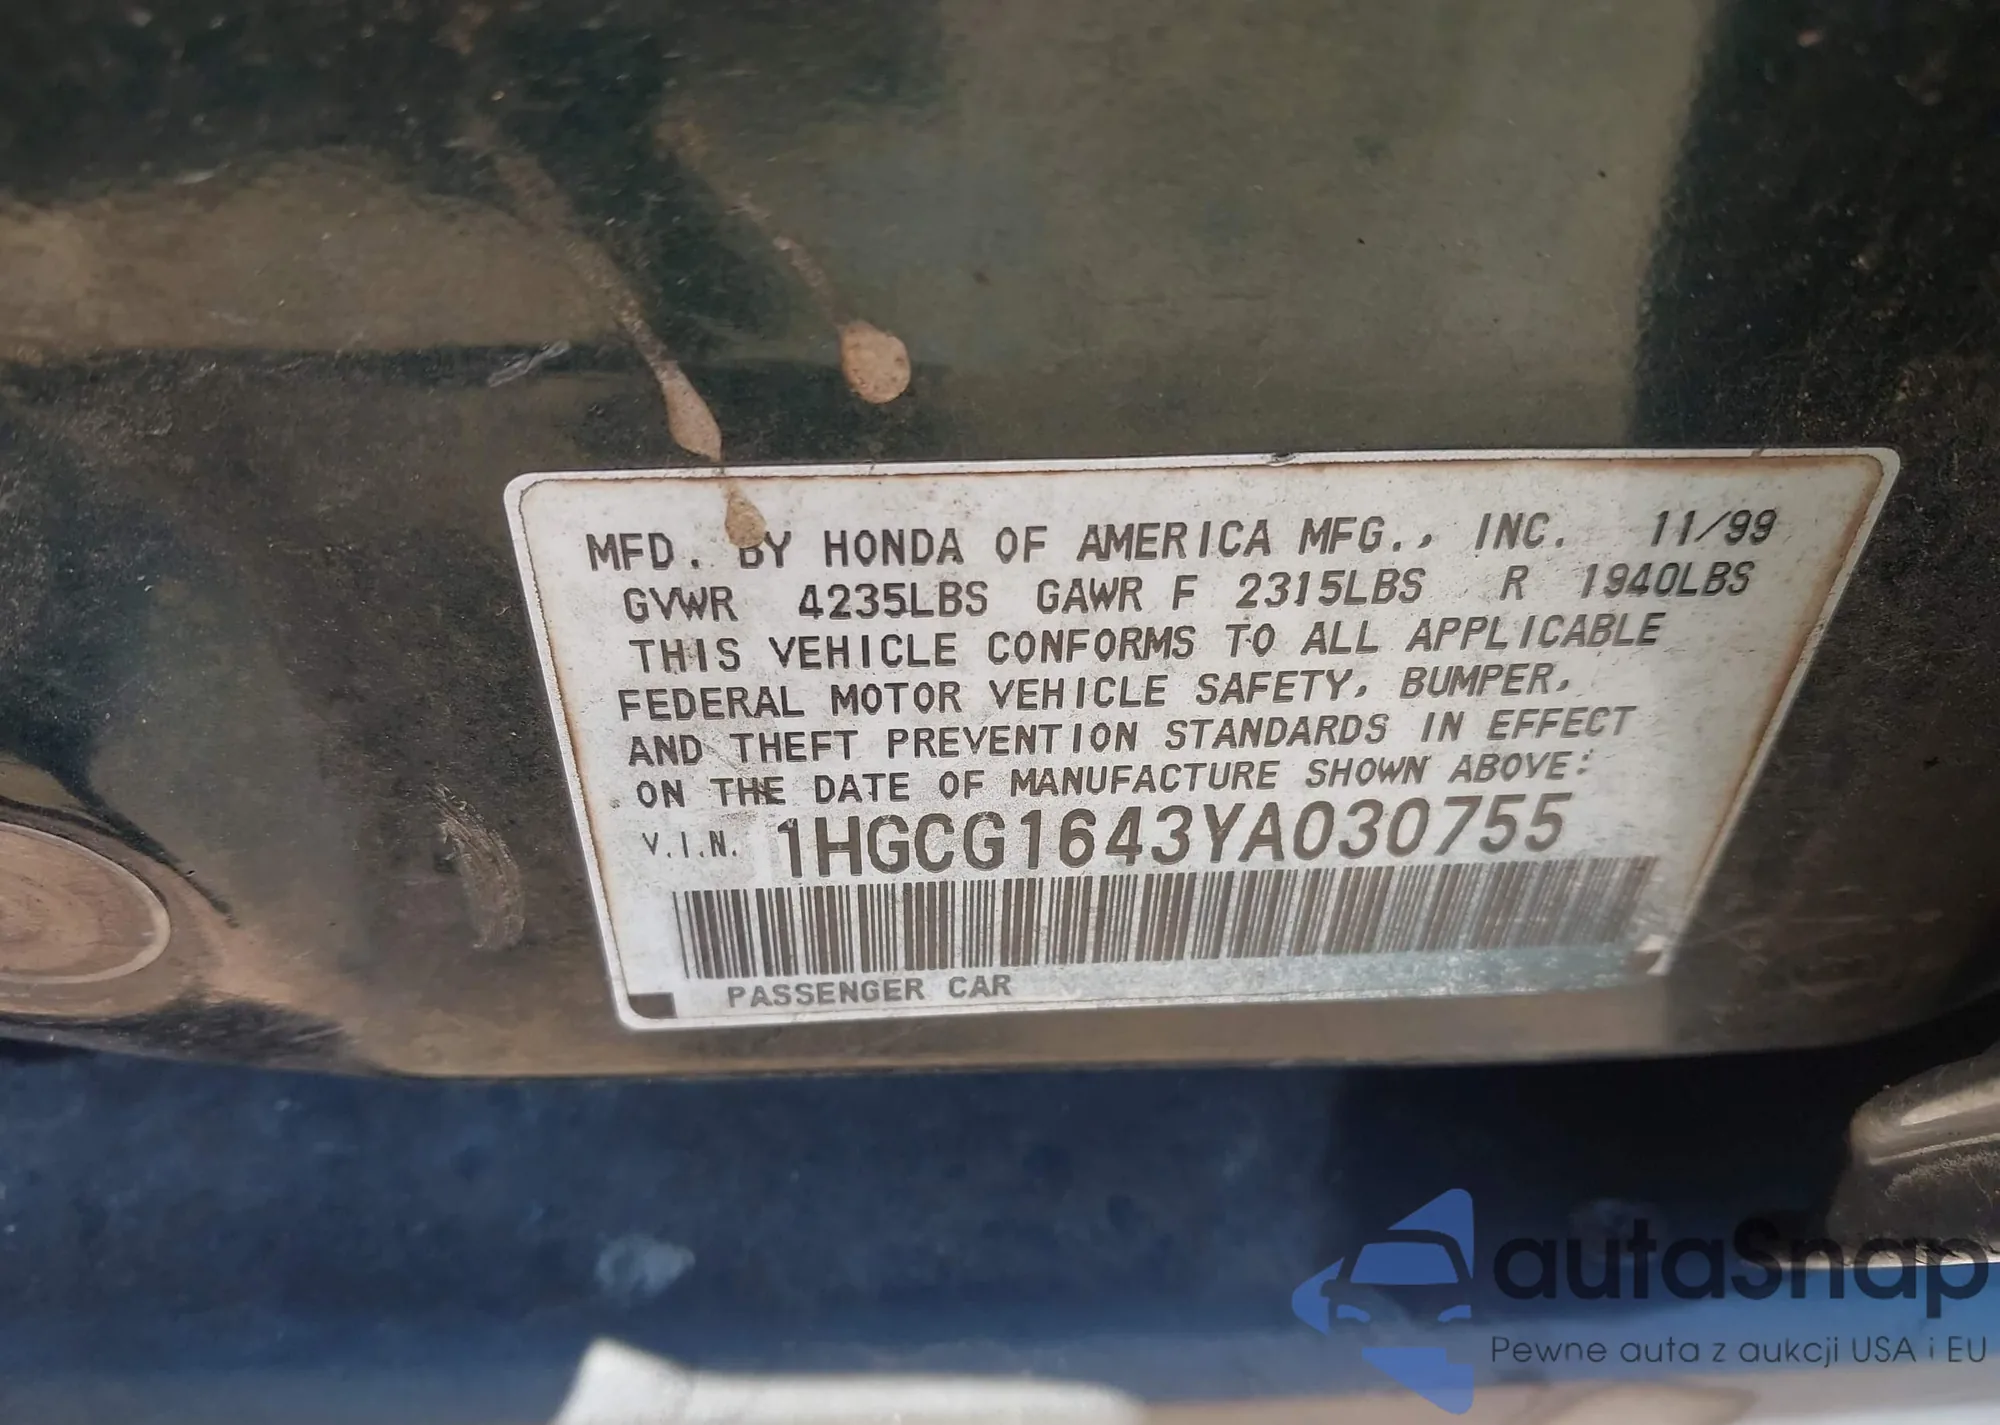 MFD. BY HONDA OF AMERICA MFG., INC. 11/99
GVWR 4235LBS GAWR F 2315LBS R 1940LBS
THIS VEHICLE CONFORMS TO ALL APPLICABLE
FEDERAL MOTOR VEHICLE SAFETY, BUMPER,
AND THEFT PREVENTION STANDARDS IN EFFECT
ON THE DATE OF MANUFACTURE SHOWN ABOVE:
V.I.N. 1HGCG1643YA030755
PASSENGER CAR
autaSnap
Pewne auta z aukcji USA i EU